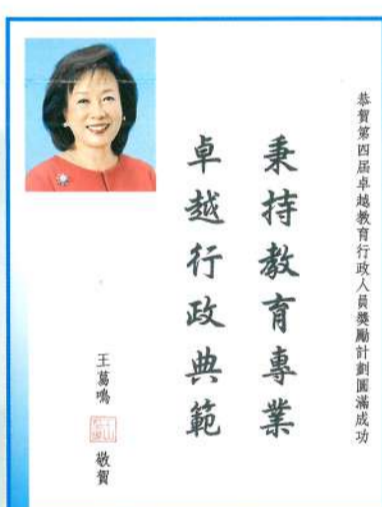 恭賀第四屆卓越教育行政人員獎勵計劃圓滿成功
秉持教育專業
卓越行政典範
王䓪鳴
敬賀